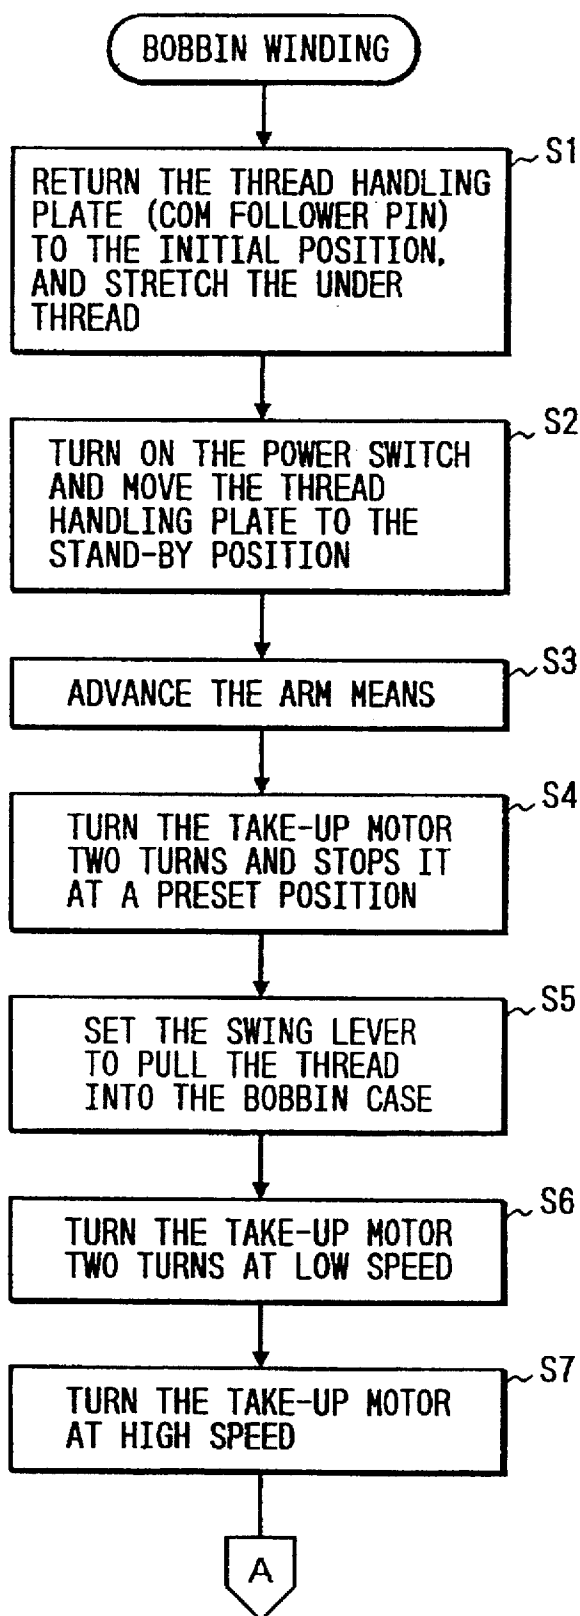 BOBBIN WINDING
S1
RETURN THE THREAD HANDLING
PLATE (COM FOLLOWER PIN)
TO THE INITIAL POSITION,
AND STRETCH THE UNDER
THREAD
S2
TURN ON THE POWER SWITCH
AND MOVE THE THREAD
HANDLING PLATE TO THE
STAND-BY POSITION
S3
ADVANCE THE ARM MEANS
S4
TURN THE TAKE-UP MOTOR
TWO TURNS AND STOPS IT
AT A PRESET POSITION
S5
SET THE SWING LEVER
TO PULL THE THREAD
INTO THE BOBBIN CASE
S6
TURN THE TAKE-UP MOTOR
TWO TURNS AT LOW SPEED
S7
TURN THE TAKE-UP MOTOR
AT HIGH SPEED
A